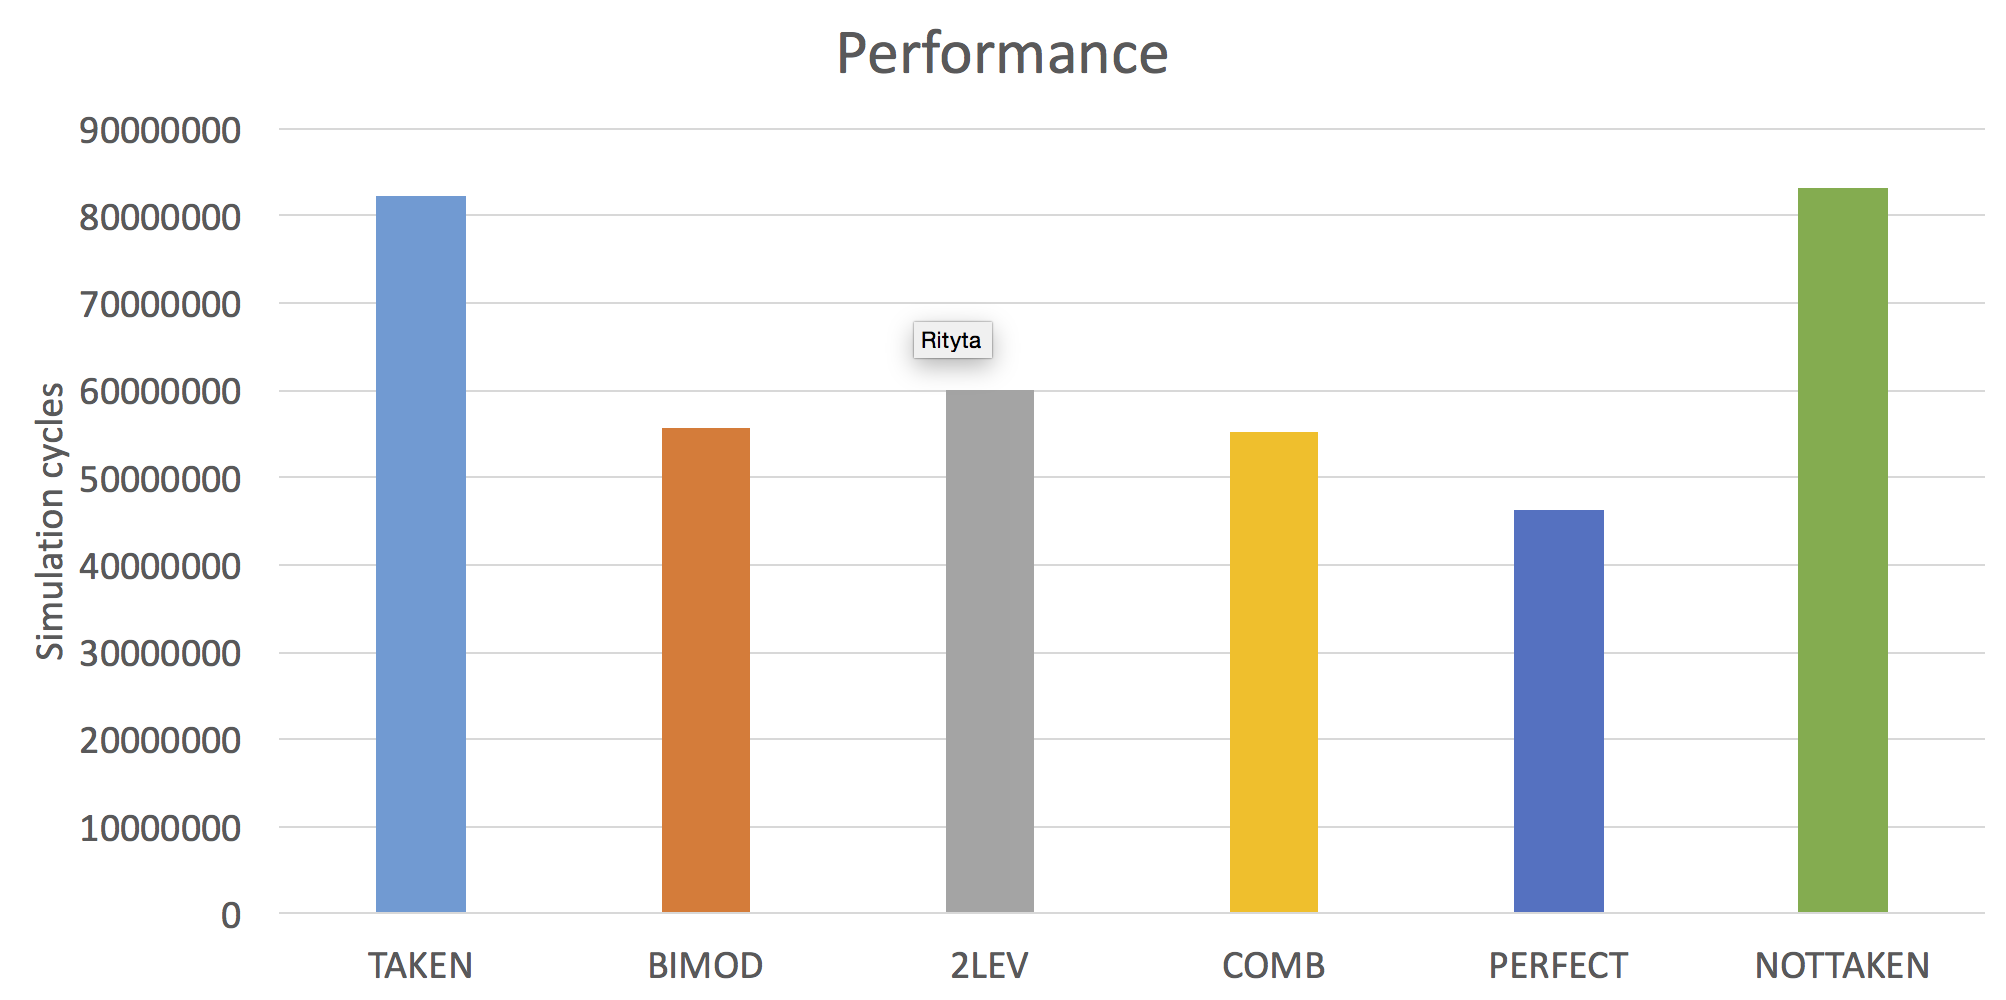 Performance
90000000
80000000
70000000
Rityta
60000000
50000000
40000000
30000000
20000000
10000000
0
Simulation cycles
TAKEN BIMOD 2LEV COMB PERFECT NOTTAKEN